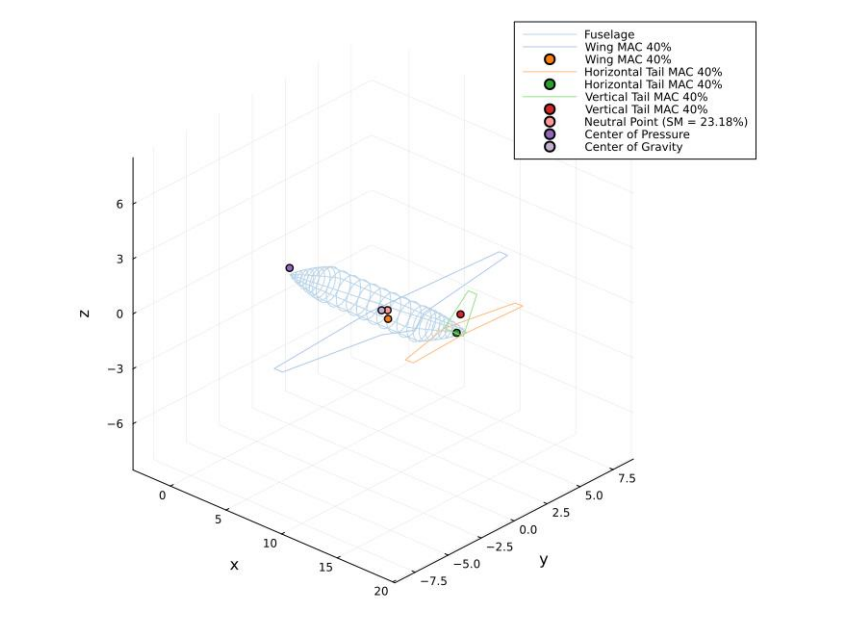 Fuselage
Wing MAC 40%
Wing MAC 40%
Horizontal Tail MAC 40%
Horizontal Tail MAC 40%
Vertical Tail MAC 40%
Vertical Tail MAC 40%
Neutral Point (SM = 23.18%)
Center of Pressure
Center of Gravity
6
3
z
0
−3
−6
0
5
10
15
20
x
−7.5
−5.0
−2.5
0.0
2.5
5.0
7.5
y